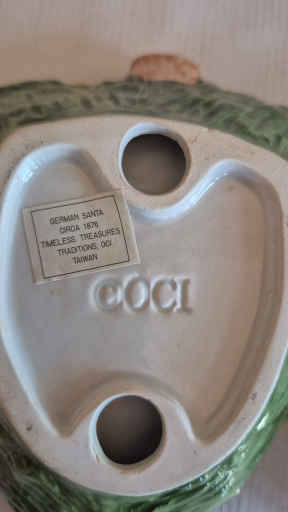 GERMAN SANTA
CIRCA 1876
TIMELESS TREASURES
TRADITIONS, OCI
TAIWAN
©OCI